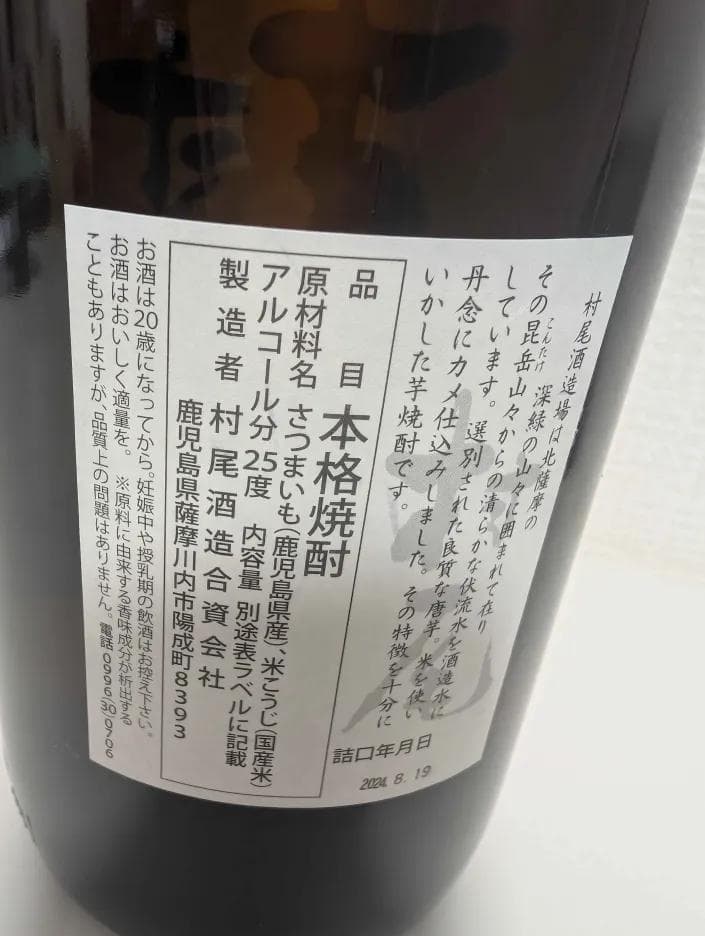 村尾酒造場は北薩摩の
深緑の山々に囲まれて在り
その昆岳山々からの清らかな伏流水を酒造水に
こんたけ
しています。 選別された良質な唐芋。米を使い
丹念にカメ仕込みしました。その特徴を十分に
いかした芋焼酎です。
詰口年月日
2024. 8. 19
品目 本格焼酎
原材料名 さつまいも(鹿児島県産)、米こうじ(国産米)
アルコール分 25度 内容量 別途表ラベルに記載
製造者 村尾酒造合資会社
鹿児島県薩摩川内市陽成町8393
お酒は20歳になってから。妊娠中や授乳期の飲酒はお控え下さい。
お酒はおいしく適量を。 ※原料に由来する香味成分が析出する
こともありますが、品質上の問題はありません。電話0996(30)0706